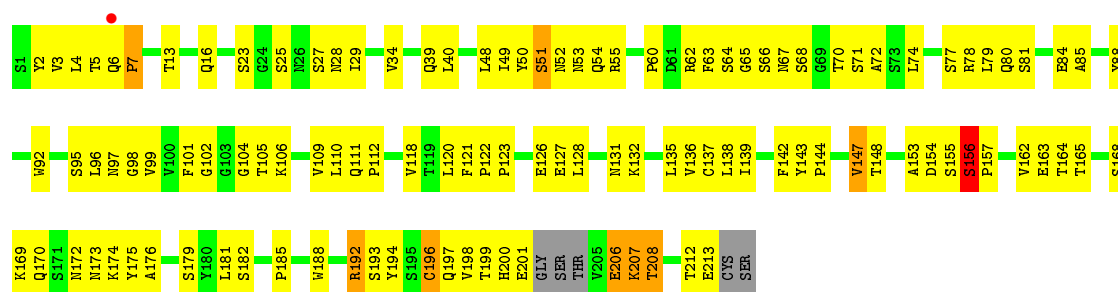 S1 Y2 V3 L4 T5 Q6 P7 T13 Q16 S23 G24 S25 N26 S27 N28 I29 V34 Q39 L40 L48 I49 Y50 S51 N52 N53 Q54 R55 P60 D61 R62 F63 S64 G65 S66 N67 S68 G69 T70 S71 A72 S73 L74 S77 R78 L79 Q80 S81 E84 A85 Y88
W92 S95 L96 N97 G98 V99 V100 F101 G102 G103 G104 T105 K106 V109 L110 Q111 P112 V118 T119 L120 F121 P122 P123 E126 E127 L128 N131 K132 L135 V136 C137 L138 I139 F142 Y143 P144 V147 T148 A153 D154 S155 S156 P157 V162 E163 T164 T165 S168
K169 Q170 S171 N172 N173 K174 Y175 A176 S179 Y180 L181 S182 P185 W188 R192 S193 Y194 S195 C196 Q197 V198 T199 H200 E201 GLY SER THR V205 E206 K207 T208 T212 E213 CYS SER